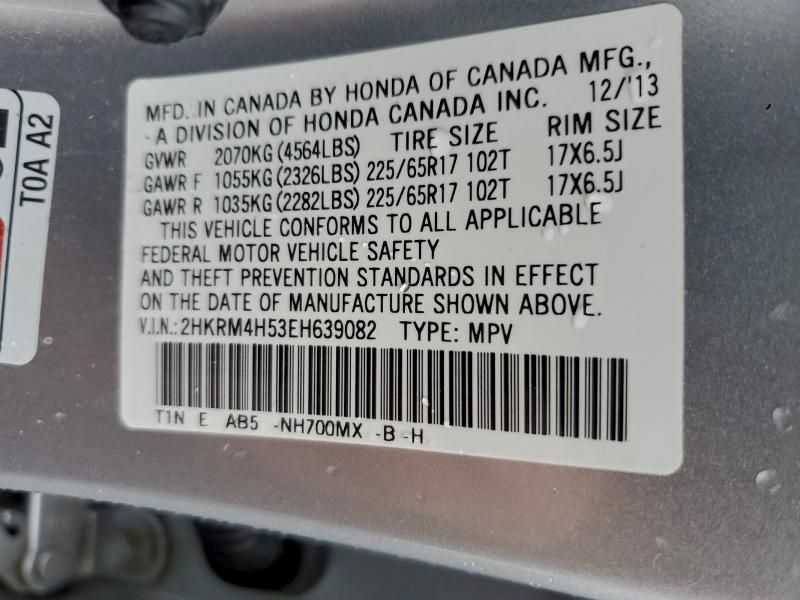 MFD. IN CANADA BY HONDA OF CANADA MFG.,
A DIVISION OF HONDA CANADA INC. 12/'13
GVWR 2070KG (4564LBS) TIRE SIZE RIM SIZE
GAWR F 1055KG (2326LBS) 225/65R17 102T 17X6.5J
GAWR R 1035KG (2282LBS) 225/65R17 102T 17X6.5J
THIS VEHICLE CONFORMS TO ALL APPLICABLE
FEDERAL MOTOR VEHICLE SAFETY
AND THEFT PREVENTION STANDARDS IN EFFECT
ON THE DATE OF MANUFACTURE SHOWN ABOVE.
V.I.N.: 2HKRM4H53EH639082 TYPE: MPV
T1N E AB5 -NH700MX -B -H
T0A A2